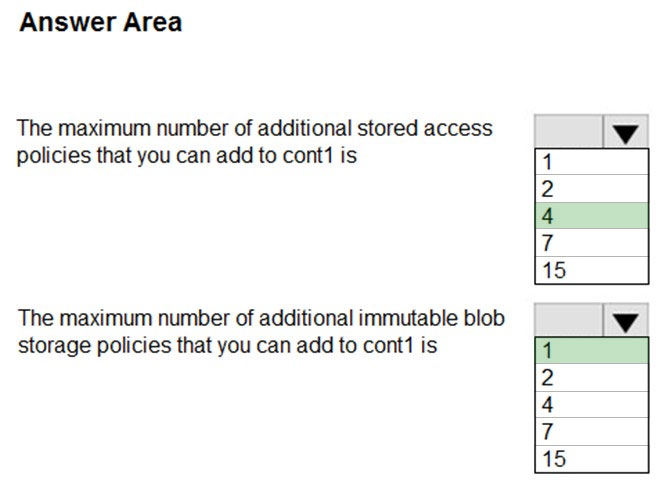 Answer Area
The maximum number of additional stored access
policies that you can add to cont1 is
1
2
4
7
15
The maximum number of additional immutable blob
storage policies that you can add to cont1 is
1
2
4
7
15